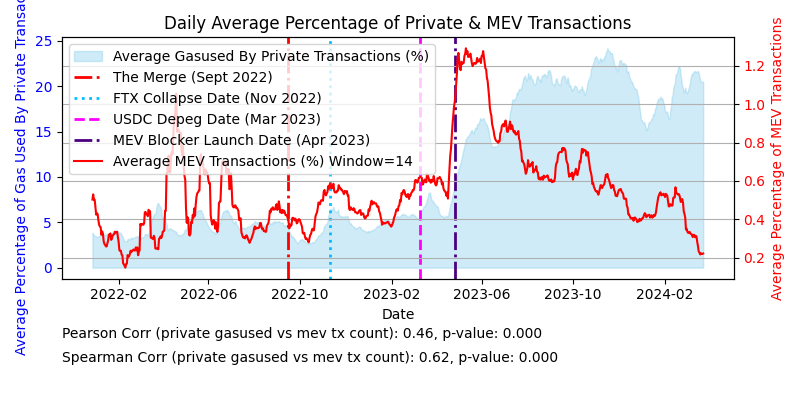 Daily Average Percentage of Private & MEV Transactions
Average Percentage of Gas Used By Private
Average Percentage of MEV Transactions
25
20
15
10
5
0
Average Gasused By Private Transactions (%)
The Merge (Sept 2022)
FTX Collapse Date (Nov 2022)
USDC Depeg Date (Mar 2023)
MEV Blocker Launch Date (Apr 2023)
Average MEV Transactions (%) Window=14
1.2
1.0
0.8
0.6
0.4
0.2
2022-02 2022-06 2022-10 2023-02 2023-06 2023-10 2024-02
Date
Pearson Corr (private gasused vs mev tx count): 0.46, p-value: 0.000
Spearman Corr (private gasused vs mev tx count): 0.62, p-value: 0.000